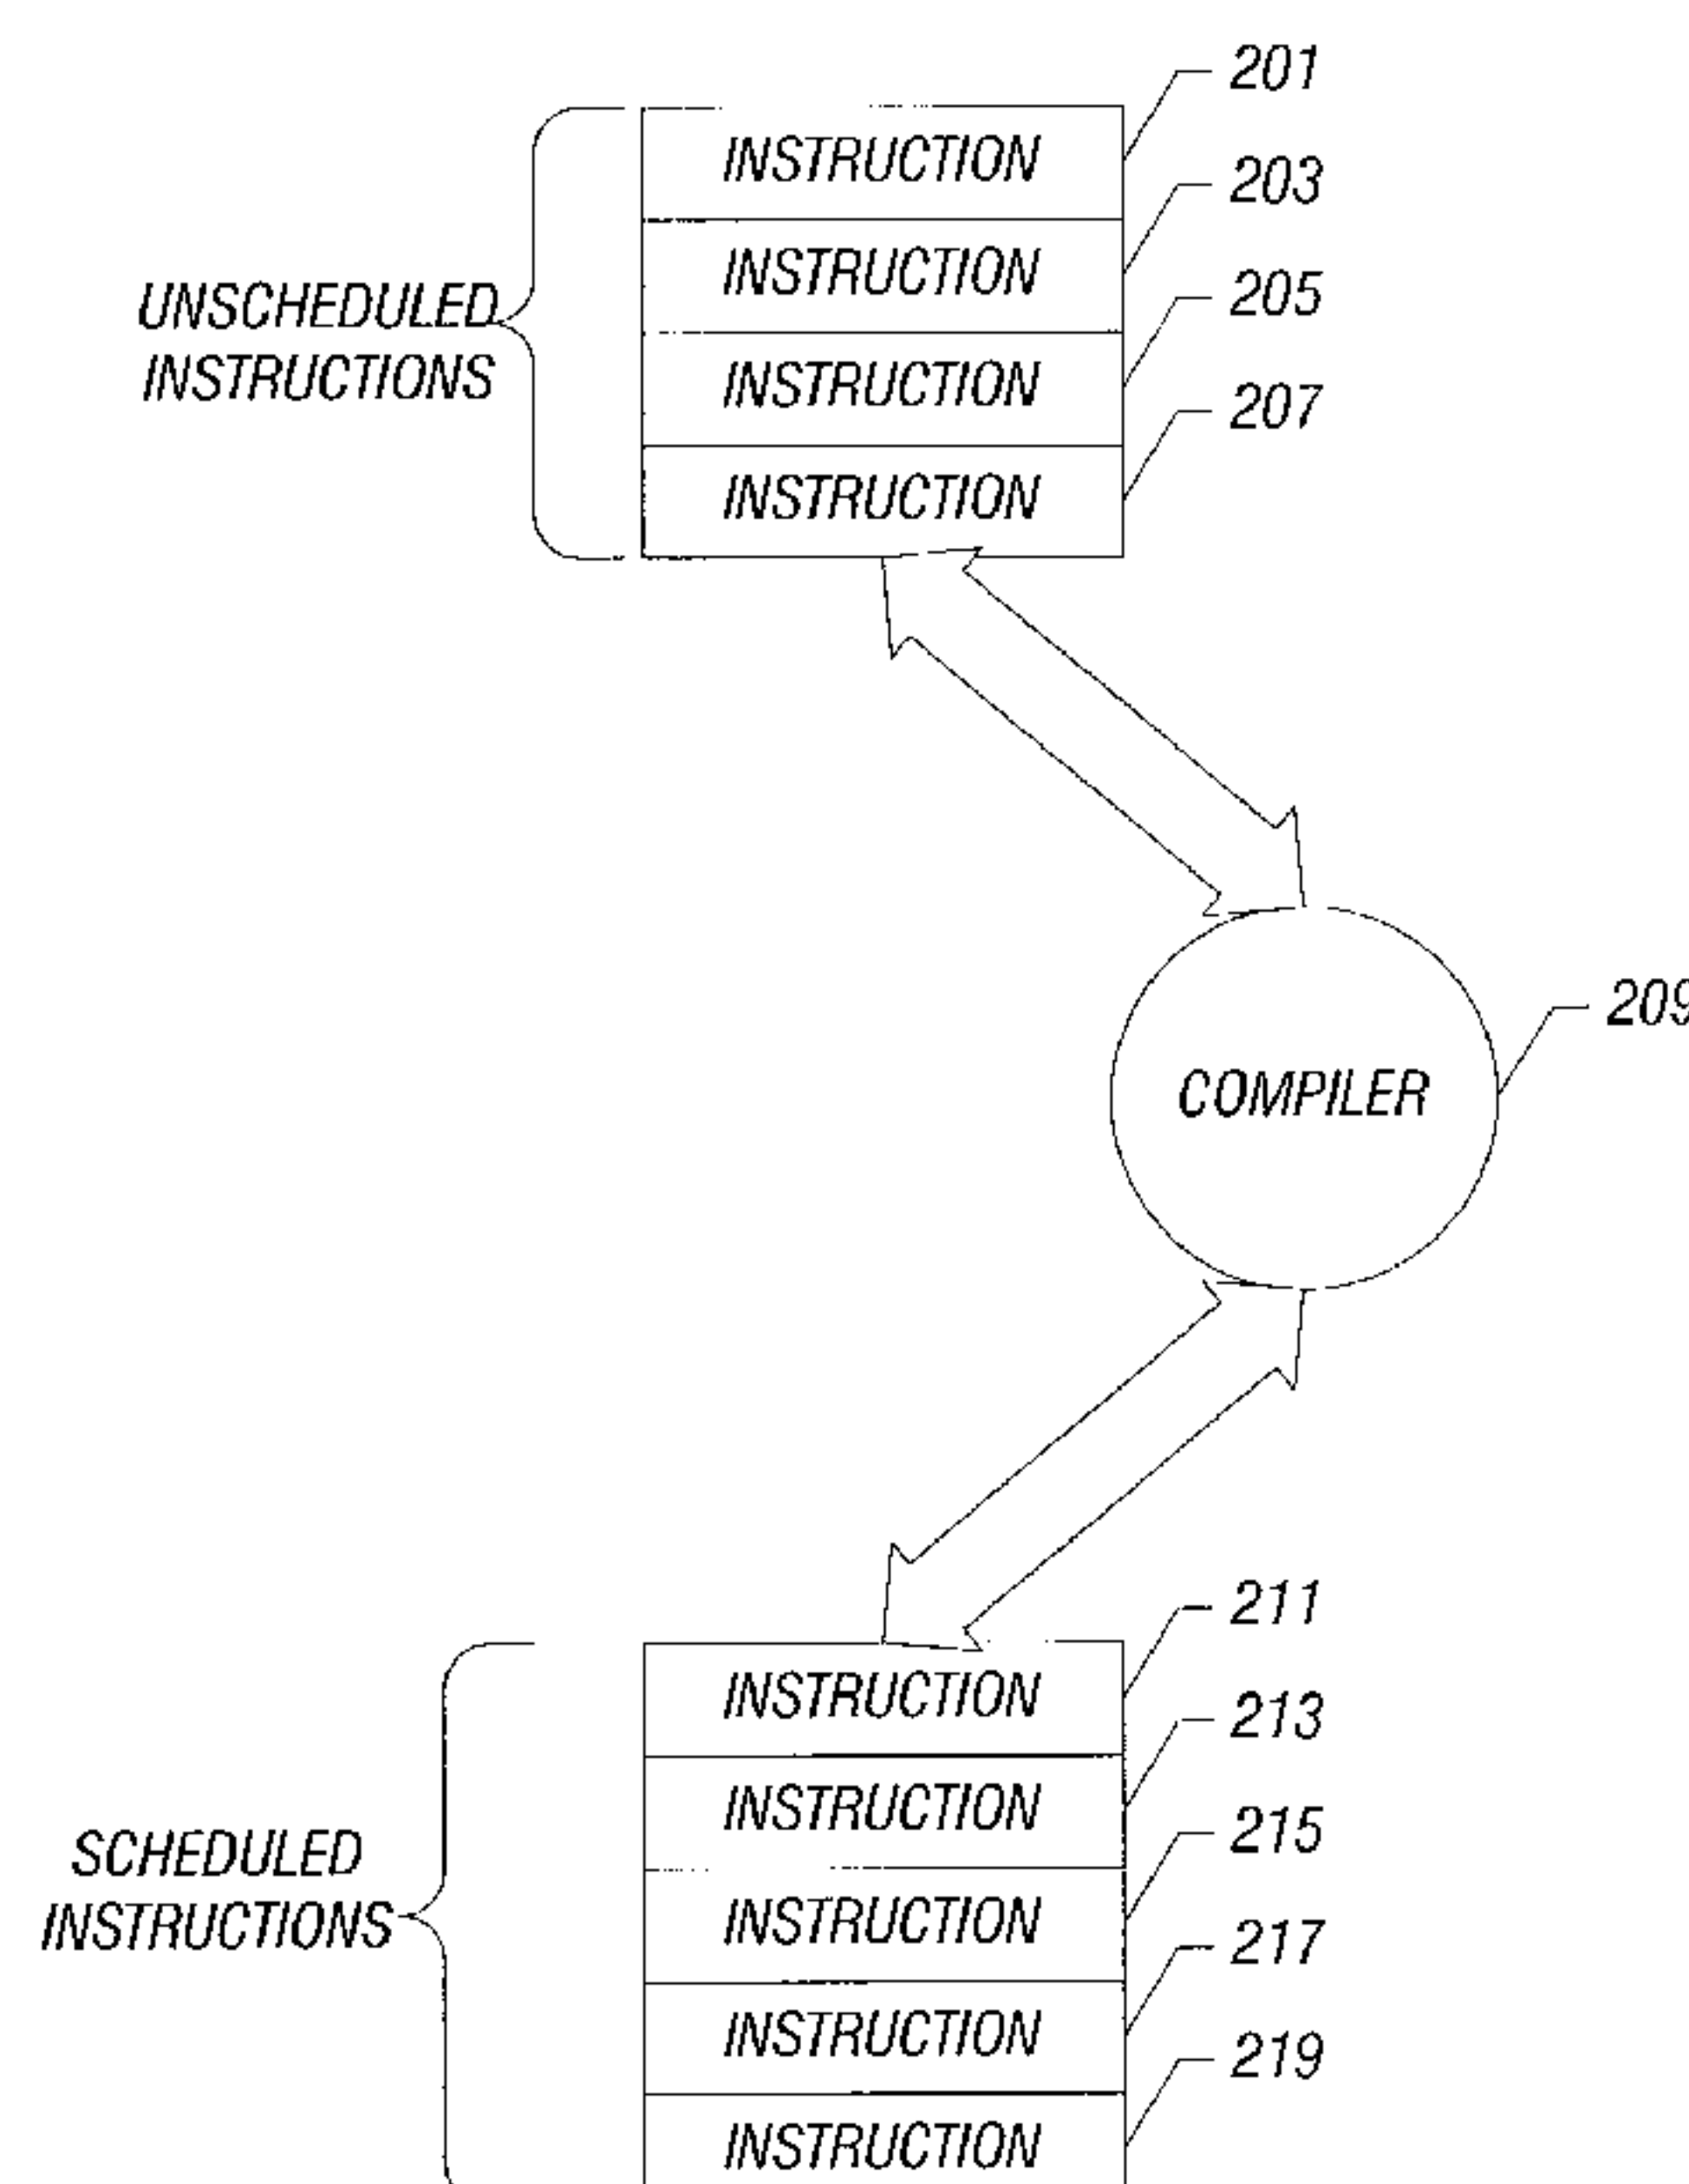 201
INSTRUCTION
203
INSTRUCTION
205
UNSCHEDULED
INSTRUCTIONS
INSTRUCTION
207
INSTRUCTION
209
COMPILER
211
INSTRUCTION
213
INSTRUCTION
215
SCHEDULED
INSTRUCTIONS
INSTRUCTION
217
INSTRUCTION
219
INSTRUCTION